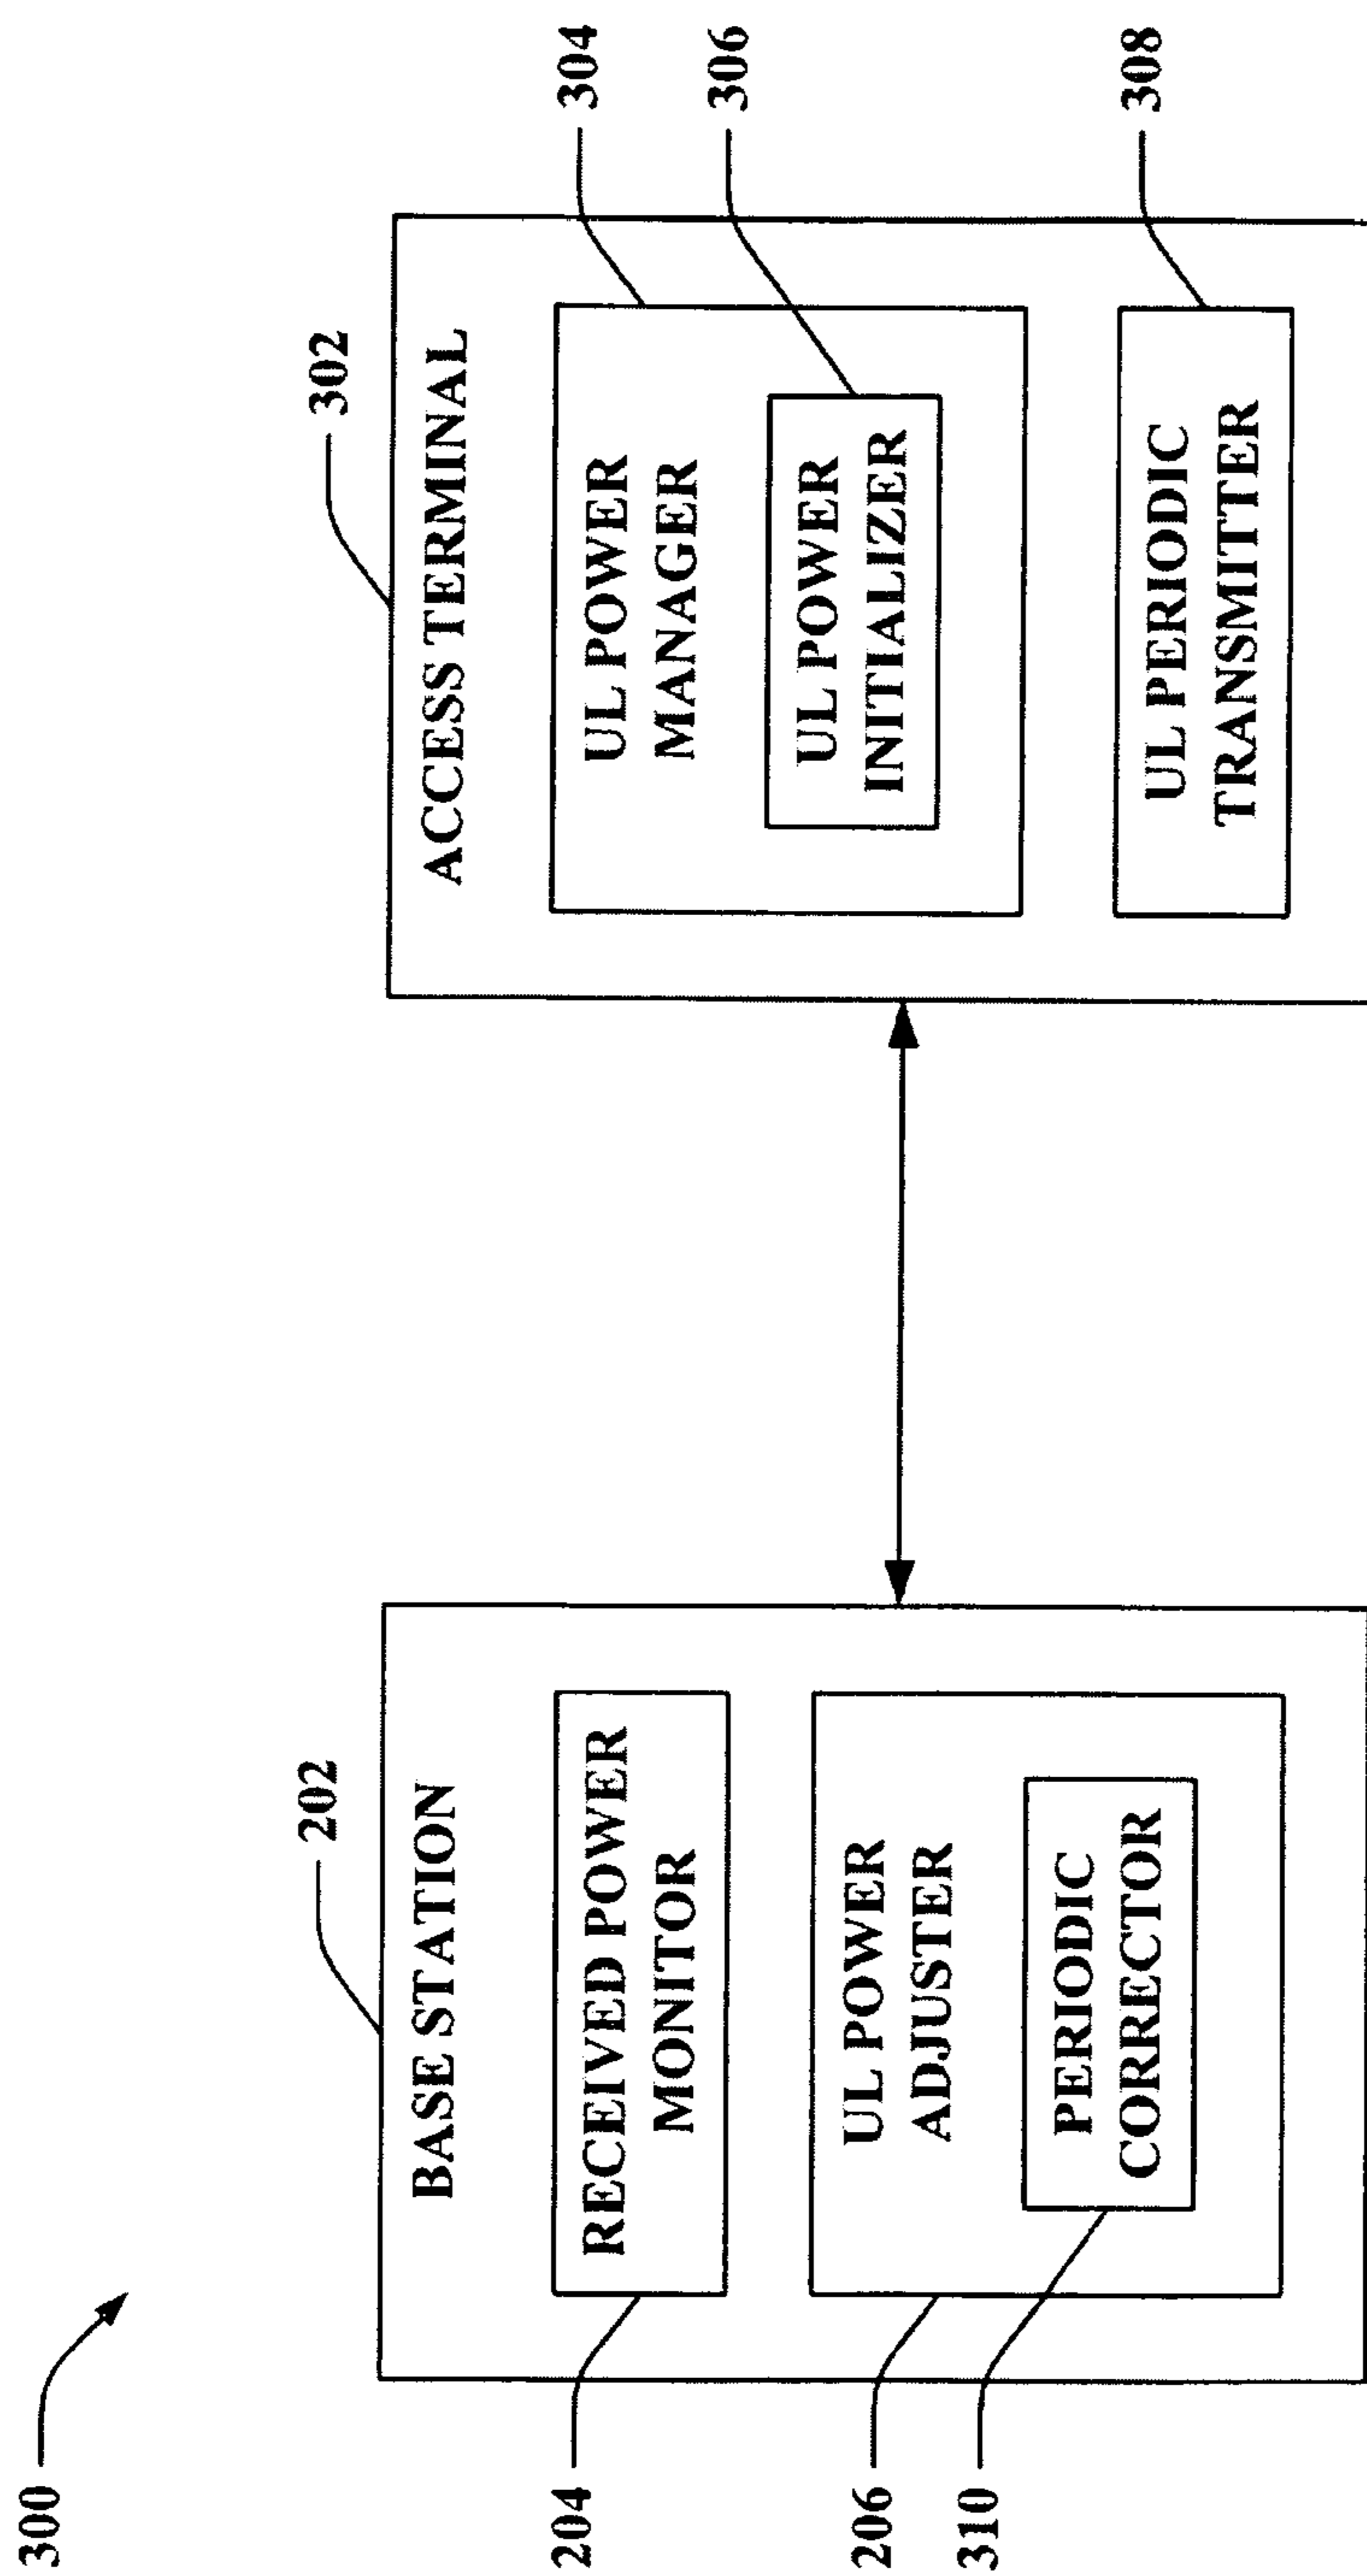 300
202
BASE STATION
204
RECEIVED POWER
MONITOR
206
UL POWER
ADJUSTER
310
PERIODIC
CORRECTOR
302
ACCESS TERMINAL
304
UL POWER
MANAGER
306
UL POWER
INITIALIZER
308
UL PERIODIC
TRANSMITTER